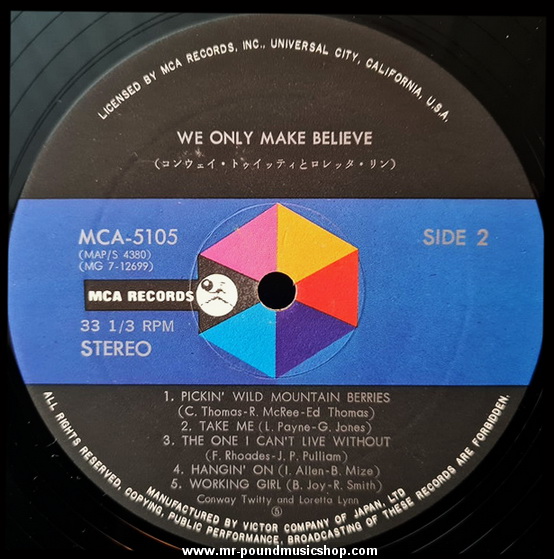 LICENSED BY MCA RECORDS, INC., UNIVERSAL CITY, CALIFORNIA, U.S.A.
WE ONLY MAKE BELIEVE
(コンウェイ・トゥイッティとロレッタ・リン)
MCA-5105
SIDE 2
(MAP/S 4380)
(MG 7-12699)
MCA RECORDS
33 1/3 RPM
STEREO
1. PICKIN' WILD MOUNTAIN BERRIES
(C. Thomas-R. McRee-Ed Thomas)
2. TAKE ME (L. Payne-G. Jones)
3. THE ONE I CAN'T LIVE WITHOUT
(F. Rhoades-J. P. Pulliam)
4. HANGIN' ON (I. Allen-B. Mize)
5. WORKING GIRL (B. Joy-R. Smith)
Conway Twitty and Loretta Lynn
⑤
MANUFACTURED BY VICTOR COMPANY OF JAPAN, LTD
ALL RIGHTS RESERVED. COPYING, PUBLIC PERFORMANCE, BROADCASTING OF THESE RECORDS ARE FORBIDDEN.
www.mr-poundmusicshop.com